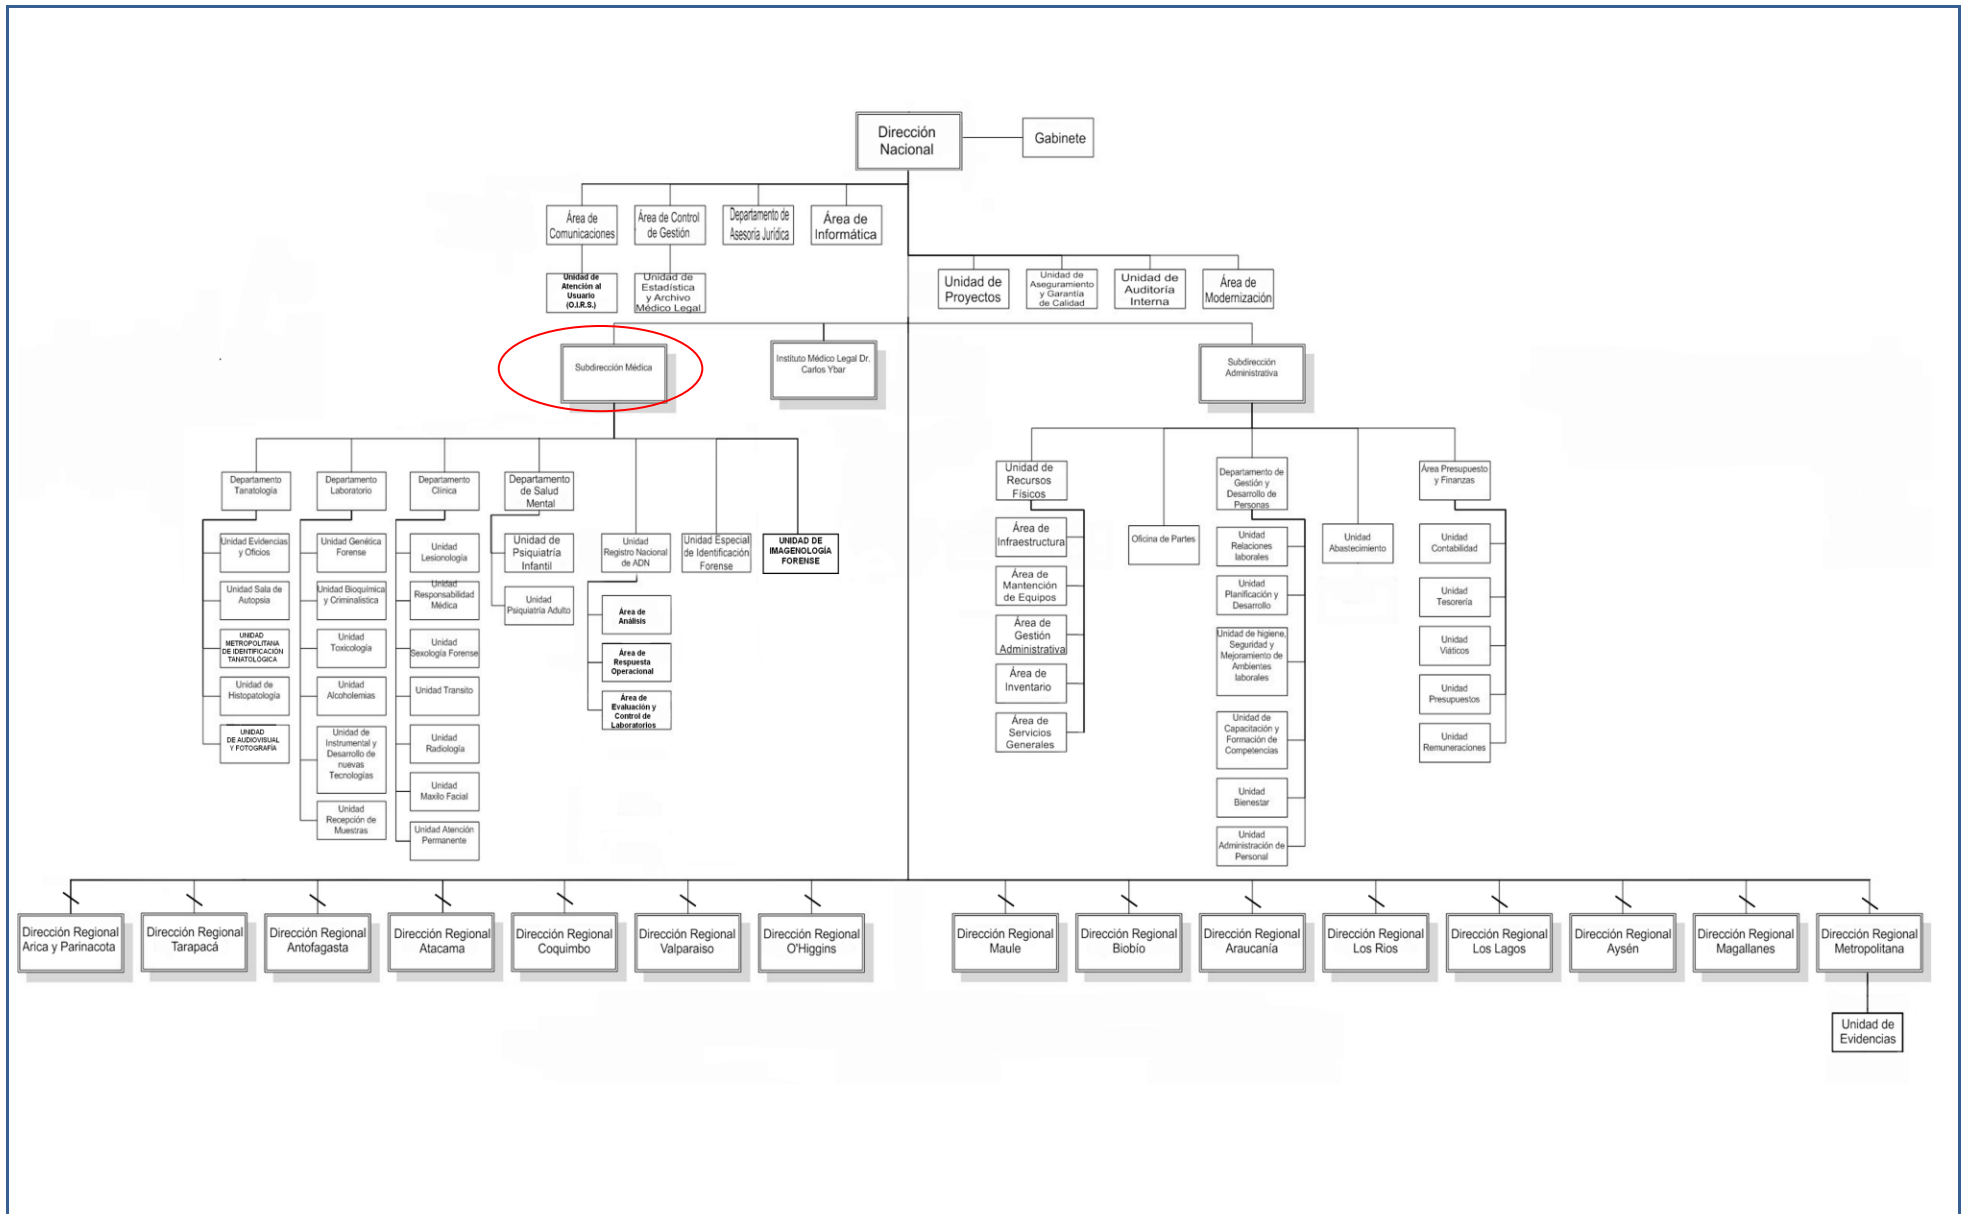 Dirección
Nacional
Gabinete
Área de
Comunicaciones
Área de Control
de Gestión
Departamento de
Asesoría Jurídica
Área de
Informática
Unidad de
Atención al
Usuario
(O.I.R.S.)
Unidad de
Estadística
y Archivo
Médico Legal
Unidad de
Proyectos
Unidad de
Aseguramiento
y Garantía
de Calidad
Unidad de
Auditoría
Interna
Área de
Modernización
Subdirección Médica
Instituto Médico Legal Dr.
Carlos Ybar
Subdirección
Administrativa
Departamento
Tanatología
Departamento
Laboratorio
Departamento
Clínica
Departamento
de Salud
Mental
Unidad Evidencias
y Oficios
Unidad Sala de
Autopsia
UNIDAD
METROPOLITANA
DE IDENTIFICACIÓN
TANATOLÓGICA
Unidad de
Histopatología
UNIDAD
DE AUDIOVISUAL
Y FOTOGRAFÍA
Unidad Genética
Forense
Unidad Bioquímica
y Criminalistica
Unidad
Toxicología
Unidad
Alcoholemias
Unidad de
Instrumental y
Desarrollo de
nuevas
Tecnologías
Unidad
Recepción de
Muestras
Unidad
Lesionología
Unidad
Responsabilidad
Médica
Unidad
Sexología Forense
Unidad Transito
Unidad
Radiología
Unidad
Maxilo Facial
Unidad Atención
Permanente
Unidad de
Psiquiatría
Infantil
Unidad
Psiquiatría Adulto
Unidad
Registro Nacional
de ADN
Área de
Análisis
Área de
Respuesta
Operacional
Área de
Evaluación y
Control de
Laboratorios
Unidad Especial
de Identificación
Forense
UNIDAD DE
IMAGENOLOGÍA
FORENSE
Unidad de
Recursos
Físicos
Área de
Infraestructura
Área de
Mantención
de Equipos
Área de
Gestión
Administrativa
Área de
Inventario
Área de
Servicios
Generales
Oficina de Partes
Departamento de
Gestión y
Desarrollo de
Personas
Unidad
Relaciones
laborales
Unidad
Planificación y
Desarrollo
Unidad de higiene,
Seguridad y
Mejoramiento de
Ambientes
laborales
Unidad de
Capacitación y
Formación de
Competencias
Unidad
Bienestar
Unidad
Administración de
Personal
Unidad
Abastecimiento
Área Presupuesto
y Finanzas
Unidad
Contabilidad
Unidad
Tesorería
Unidad
Viáticos
Unidad
Presupuestos
Unidad
Remuneraciones
Dirección Regional
Arica y Parinacota
Dirección Regional
Tarapacá
Dirección Regional
Antofagasta
Dirección Regional
Atacama
Dirección Regional
Coquimbo
Dirección Regional
Valparaiso
Dirección Regional
O'Higgins
Dirección Regional
Maule
Dirección Regional
Biobío
Dirección Regional
Araucanía
Dirección Regional
Los Rios
Dirección Regional
Los Lagos
Dirección Regional
Aysén
Dirección Regional
Magallanes
Dirección Regional
Metropolitana
Unidad de
Evidencias